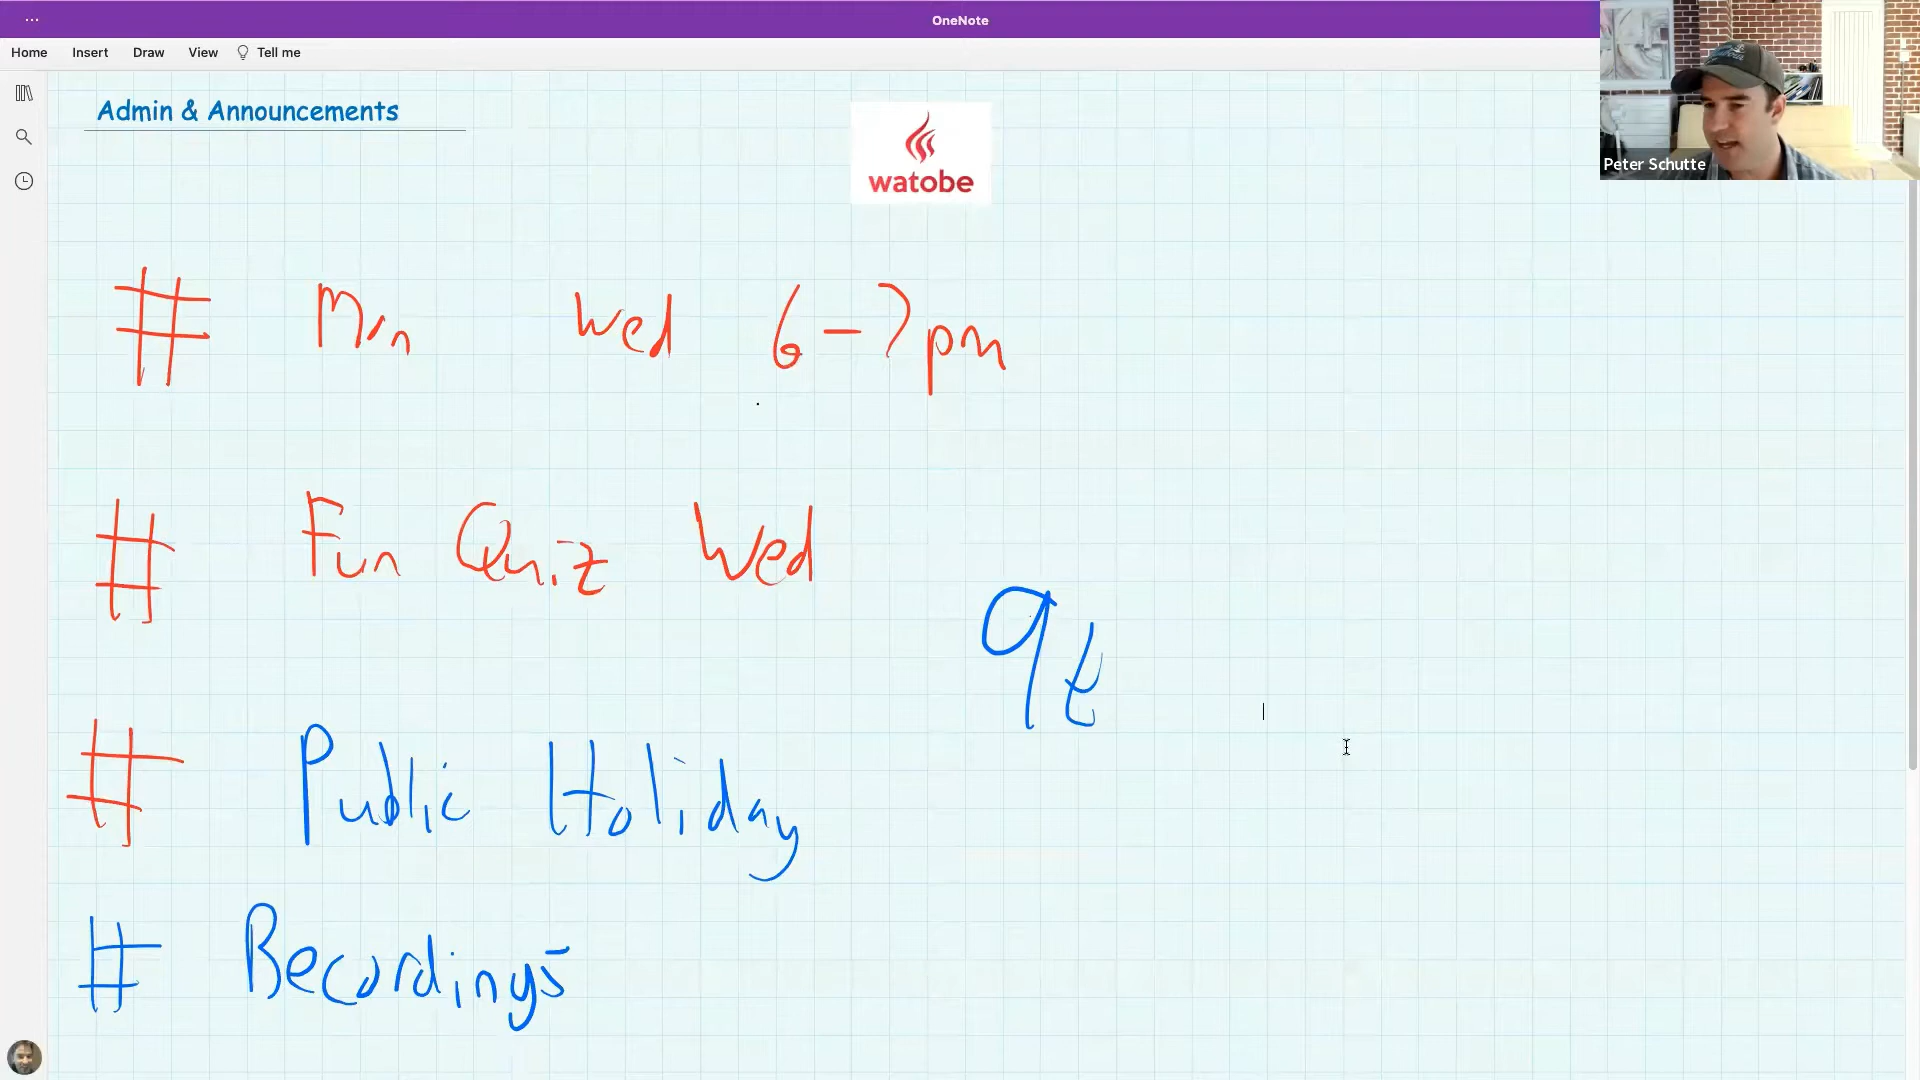 OneNote
Home Insert Draw View Tell me
Peter Schutte
Admin & Announcements
watobe
# Mon Wed 6-7pm
# Fun Quiz Wed
# Public Holiday
# Recordings